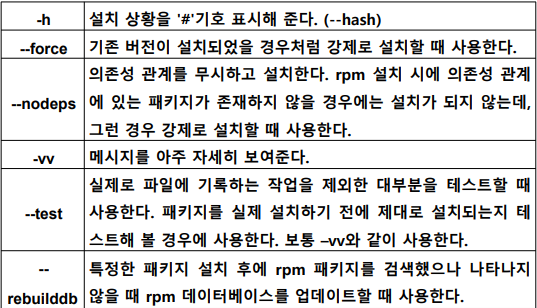 -h 설치 상황을 '#'기호 표시해 준다. (--hash)
--force 기존 버전이 설치되었을 경우처럼 강제로 설치할 때 사용한다.
의존성 관계를 무시하고 설치한다. rpm 설치 시에 의존성 관계
--nodeps 에 있는 패키지가 존재하지 않을 경우에는 설치가 되지 않는데,
그런 경우 강제로 설치할 때 사용한다.
-vv 메시지를 아주 자세히 보여준다.
실제로 파일에 기록하는 작업을 제외한 대부분을 테스트할 때
--test 사용한다. 패키지를 실제 설치하기 전에 제대로 설치되는지 테
스트해 볼 경우에 사용한다. 보통 –vv와 같이 사용한다.
-- 특정한 패키지 설치 후에 rpm 패키지를 검색했으나 나타나지
rebuilddb 않을 때 rpm 데이터베이스를 업데이트할 때 사용한다.